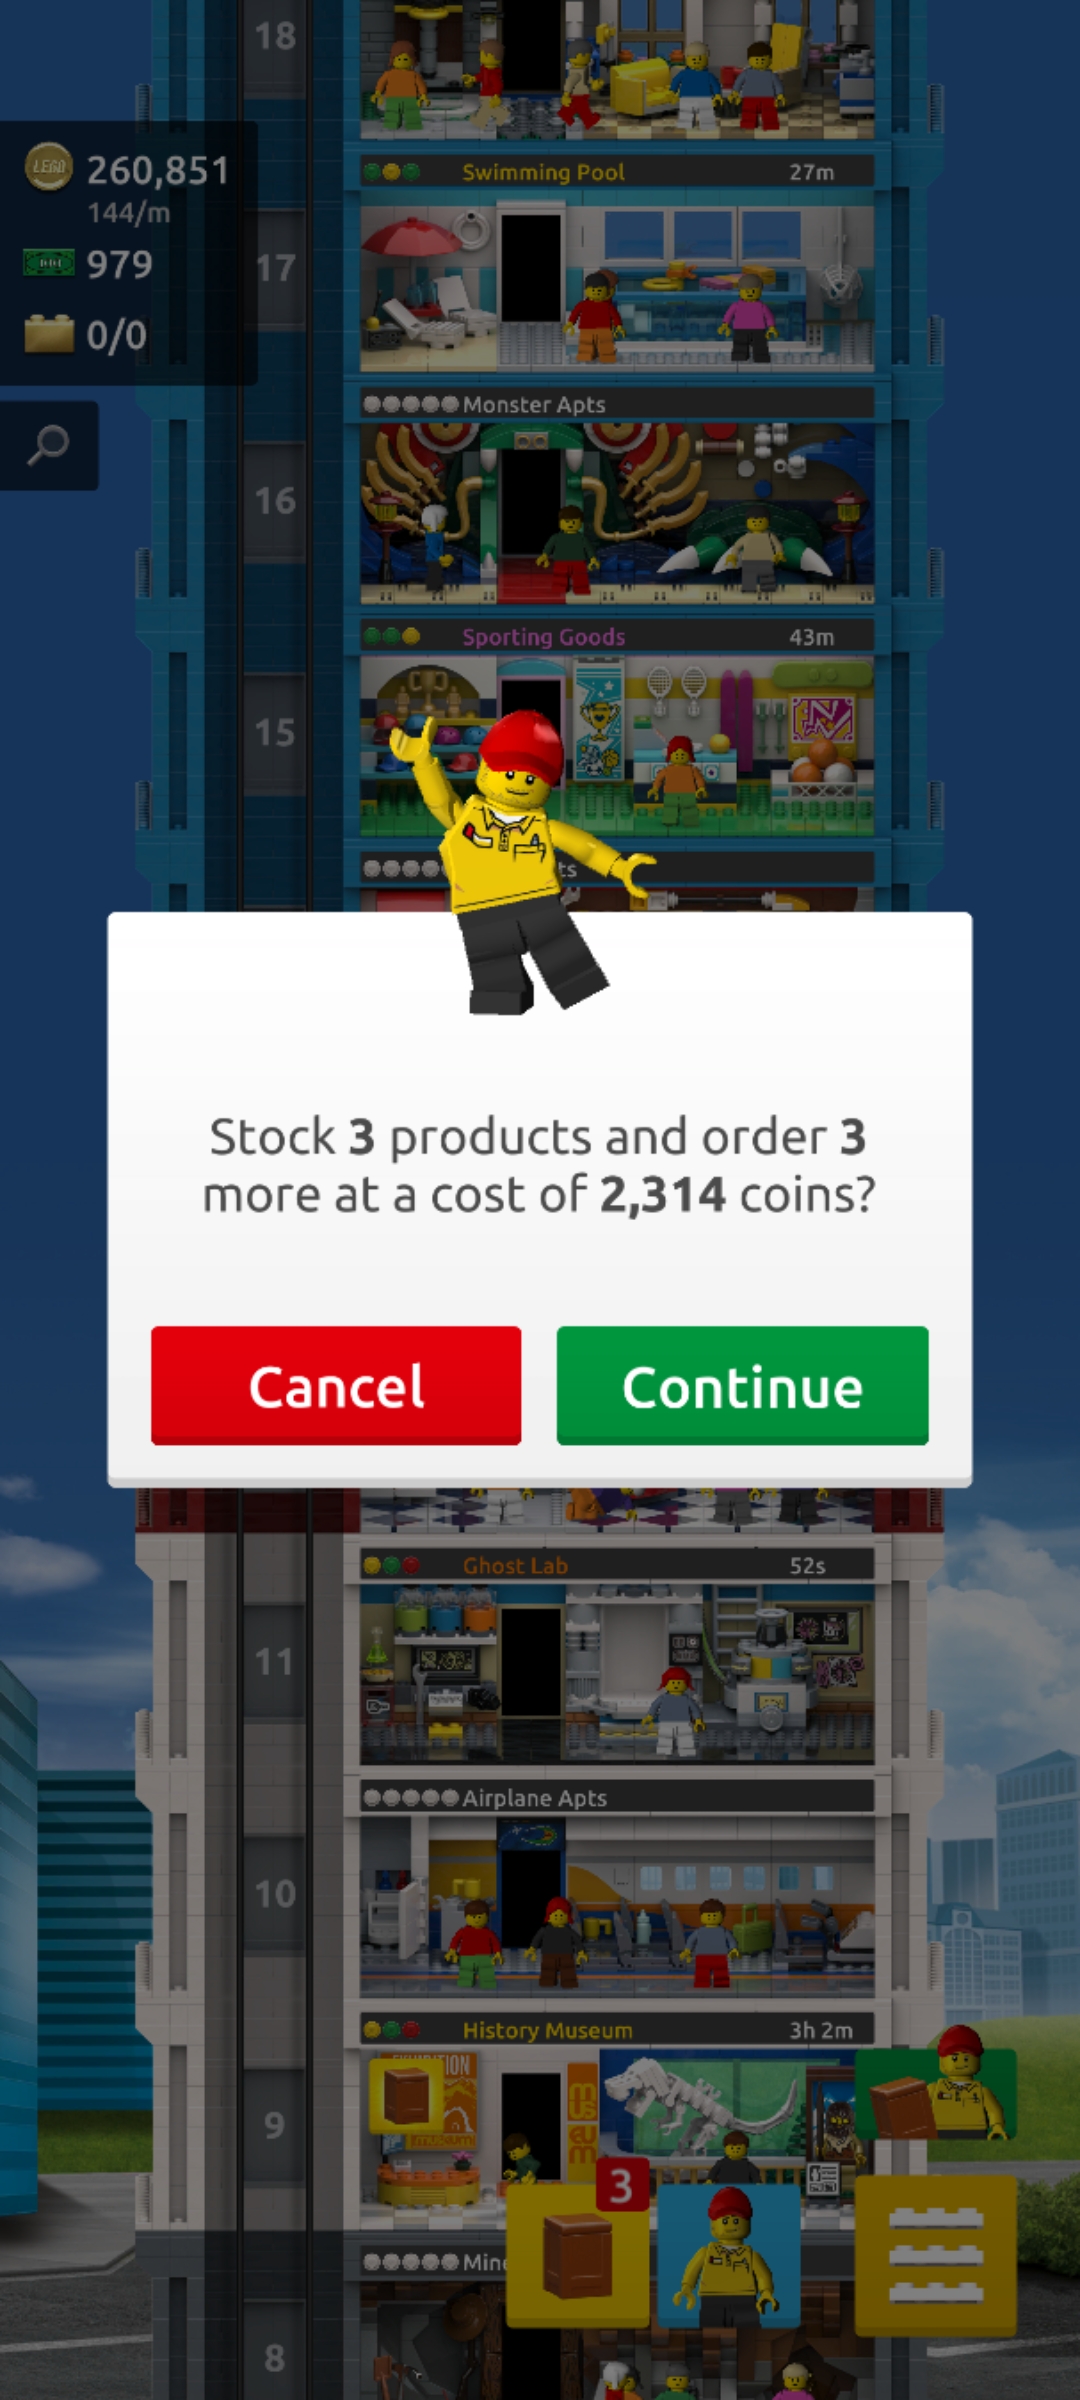 18
LEGO
260,851
144/m
979
0/0
Swimming Pool 27m
17
Monster Apts
16
Sporting Goods 43m
15
ts
Stock 3 products and order 3
more at a cost of 2,314 coins?
Cancel
Continue
Ghost Lab 52s
11
Airplane Apts
10
History Museum 3h 2m
9
3
Mine
8